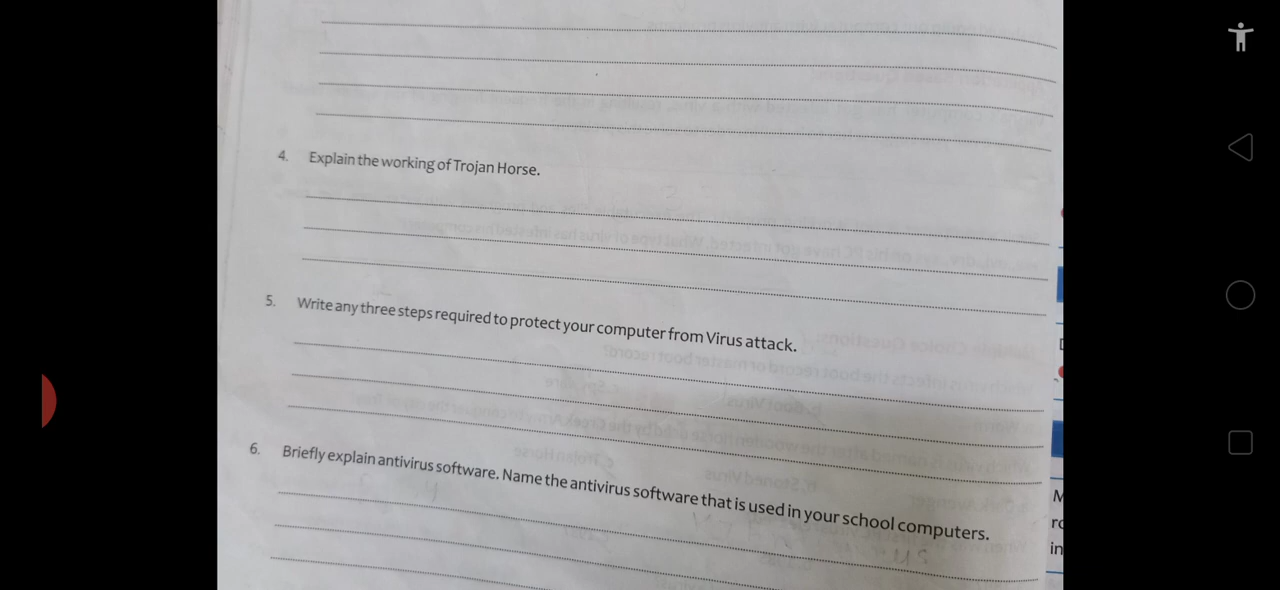 4. Explain the working of Trojan Horse.
5. Write any three steps required to protect your computer from Virus attack.
6. Briefly explain antivirus software. Name the antivirus software that is used in your school computers.
M
in